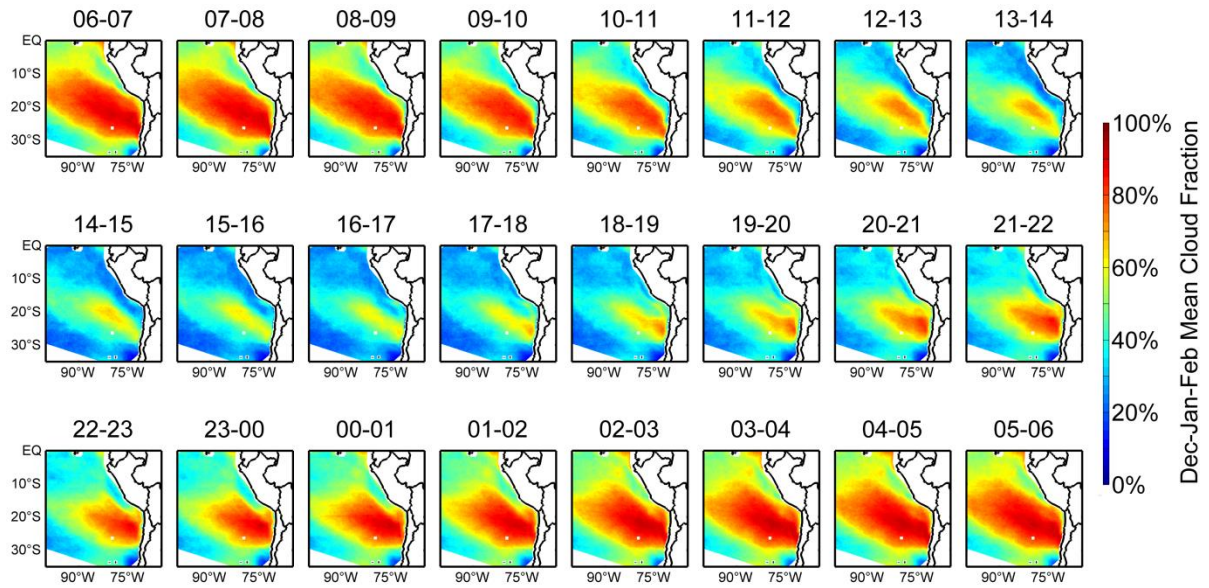 06-07 07-08 08-09 09-10 10-11 11-12 12-13 13-14
EQ
10°S
20°S
30°S
90°W 75°W 90°W 75°W 90°W 75°W 90°W 75°W 90°W 75°W 90°W 75°W 90°W 75°W 90°W 75°W
14-15 15-16 16-17 17-18 18-19 19-20 20-21 21-22
EQ
10°S
20°S
30°S
90°W 75°W 90°W 75°W 90°W 75°W 90°W 75°W 90°W 75°W 90°W 75°W 90°W 75°W 90°W 75°W
22-23 23-00 00-01 01-02 02-03 03-04 04-05 05-06
EQ
10°S
20°S
30°S
90°W 75°W 90°W 75°W 90°W 75°W 90°W 75°W 90°W 75°W 90°W 75°W 90°W 75°W 90°W 75°W
100%
80%
60%
40%
20%
0%
Dec-Jan-Feb Mean Cloud Fraction